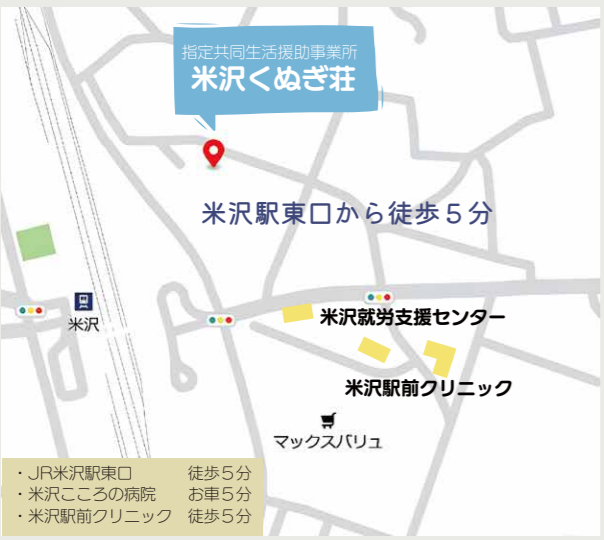 指定共同生活援助事業所
米沢くぬぎ荘
米沢駅東口から徒歩5分
米沢
米沢就労支援センター
米沢駅前クリニック
マックスバリュ
・JR米沢駅東口 徒歩5分
・米沢こころの病院 お車5分
・米沢駅前クリニック 徒歩5分